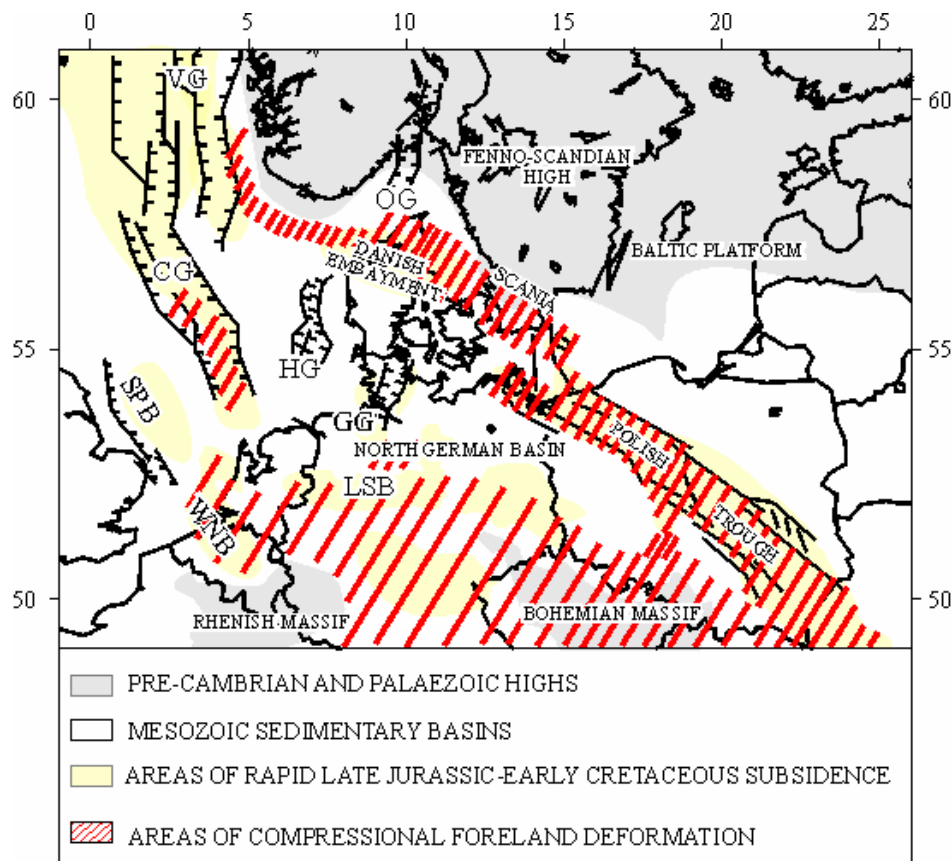 0 5 10 15 20 25
60 60
VG
FENNO-SCANDIAN
HIGH
OG
BALTIC PLATFORM
DANISH
EMBAYMENT
SCANIA
CG
55 55
HG
SPB
GG
POLISH
NORTH GERMAN BASIN
LSB
WNB
TROUGH
50 50
RHENISH MASSIF
BOHEMIAN MASSIF
PRE-CAMBRIAN AND PALAEZOIC HIGHS
MESOZOIC SEDIMENTARY BASINS
AREAS OF RAPID LATE JURASSIC-EARLY CRETACEOUS SUBSIDENCE
AREAS OF COMPRESSIONAL FORELAND DEFORMATION